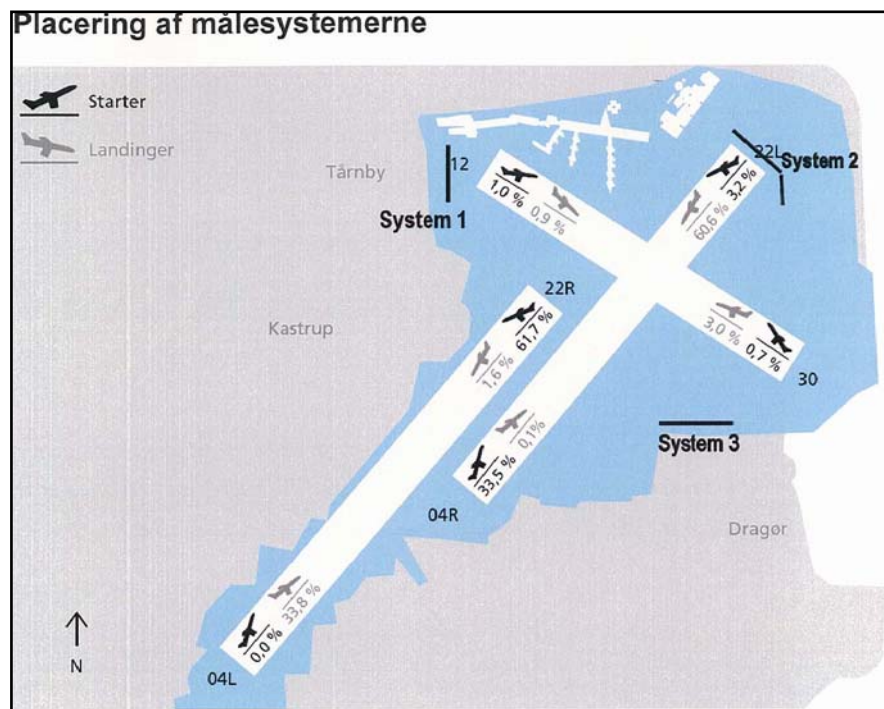 Placering af målesystemerne
Starter
Landinger
Tårnby
12
System 1
1,0 %
0,9 %
22L
System 2
3,2 %
60,6 %
22R
61,7 %
1,6 %
Kastrup
3,0 %
0,7 %
30
System 3
0,1%
33,5 %
04R
Dragør
33,8 %
0,0 %
04L
N